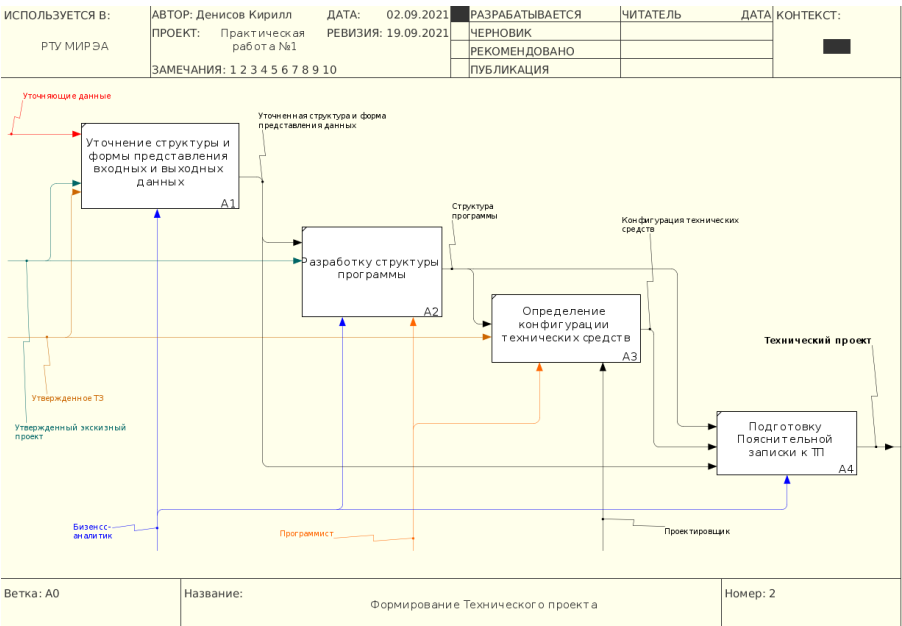 ИСПОЛЬЗУЕТСЯ В:
РТУ МИРЭА
АВТОР: Денисов Кирилл
ДАТА: 02.09.2021
ПРОЕКТ: Практическая
работа №1
РЕВИЗИЯ: 19.09.2021
ЗАМЕЧАНИЯ: 1 2 3 4 5 6 7 8 9 10
РАЗРАБАТЫВАЕТСЯ
ЧЕРНОВИК
РЕКОМЕНДОВАНО
ПУБЛИКАЦИЯ
ЧИТАТЕЛЬ
ДАТА
КОНТЕКСТ:
Уточняющие данные
Уточненная структура и форма
представления данных
Уточнение структуры и
формы представления
входных и выходных
данных
A1
Структура
программы
Конфигурация технических
средств
Разработку структуры
программы
A2
Определение
конфигурации
технических средств
A3
Технический проект
Утвержденное ТЗ
Утвержденный экскизный
проект
Подготовку
Пояснительной
записки к ТП
A4
Бизенсс-
аналитик
Программист
Проектировщик
Ветка: A0
Название:
Формирование Технического проекта
Номер: 2